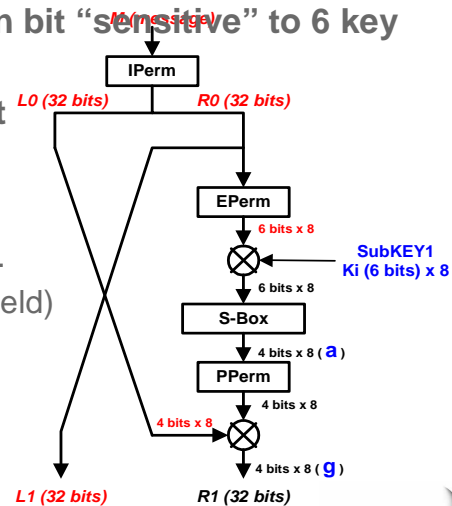 n bit “sensitive” to 6 key
M (message)
IPerm
L0 (32 bits)
R0 (32 bits)
t
EPerm
6 bits x 8
SubKEY1
Ki (6 bits) x 8
6 bits x 8
eld)
S-Box
4 bits x 8 ( a )
PPerm
4 bits x 8
4 bits x 8
4 bits x 8 ( g )
L1 (32 bits)
R1 (32 bits)